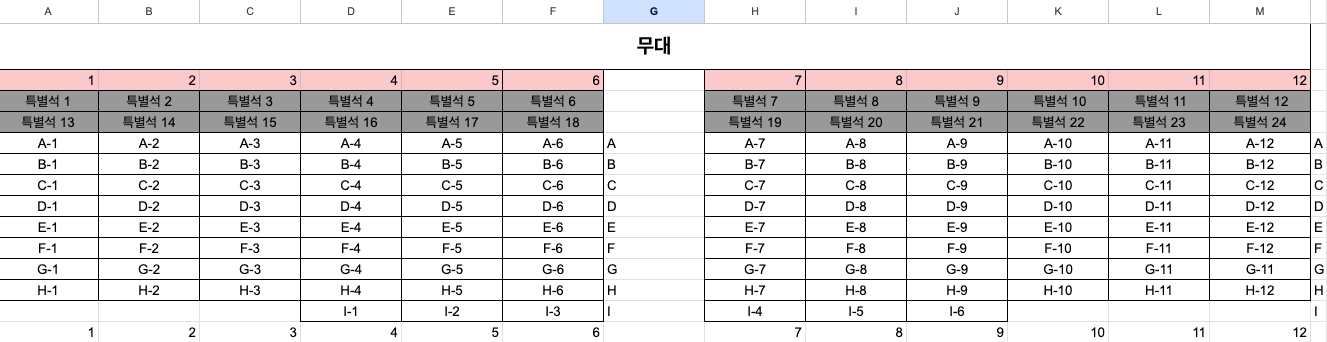 A B C D E F G H I J K L M
무대
1 2 3 4 5 6 7 8 9 10 11 12
특별석 1 특별석 2 특별석 3 특별석 4 특별석 5 특별석 6 특별석 7 특별석 8 특별석 9 특별석 10 특별석 11 특별석 12
특별석 13 특별석 14 특별석 15 특별석 16 특별석 17 특별석 18 특별석 19 특별석 20 특별석 21 특별석 22 특별석 23 특별석 24
A-1 A-2 A-3 A-4 A-5 A-6 A A-7 A-8 A-9 A-10 A-11 A-12 A
B-1 B-2 B-3 B-4 B-5 B-6 B B-7 B-8 B-9 B-10 B-11 B-12 B
C-1 C-2 C-3 C-4 C-5 C-6 C C-7 C-8 C-9 C-10 C-11 C-12 C
D-1 D-2 D-3 D-4 D-5 D-6 D D-7 D-8 D-9 D-10 D-11 D-12 D
E-1 E-2 E-3 E-4 E-5 E-6 E E-7 E-8 E-9 E-10 E-11 E-12 E
F-1 F-2 F-3 F-4 F-5 F-6 F F-7 F-8 F-9 F-10 F-11 F-12 F
G-1 G-2 G-3 G-4 G-5 G-6 G G-7 G-8 G-9 G-10 G-11 G-11 G
H-1 H-2 H-3 H-4 H-5 H-6 H H-7 H-8 H-9 H-10 H-11 H-12 H
I-1 I-2 I-3 I I-4 I-5 I-6 I
1 2 3 4 5 6 7 8 9 10 11 12